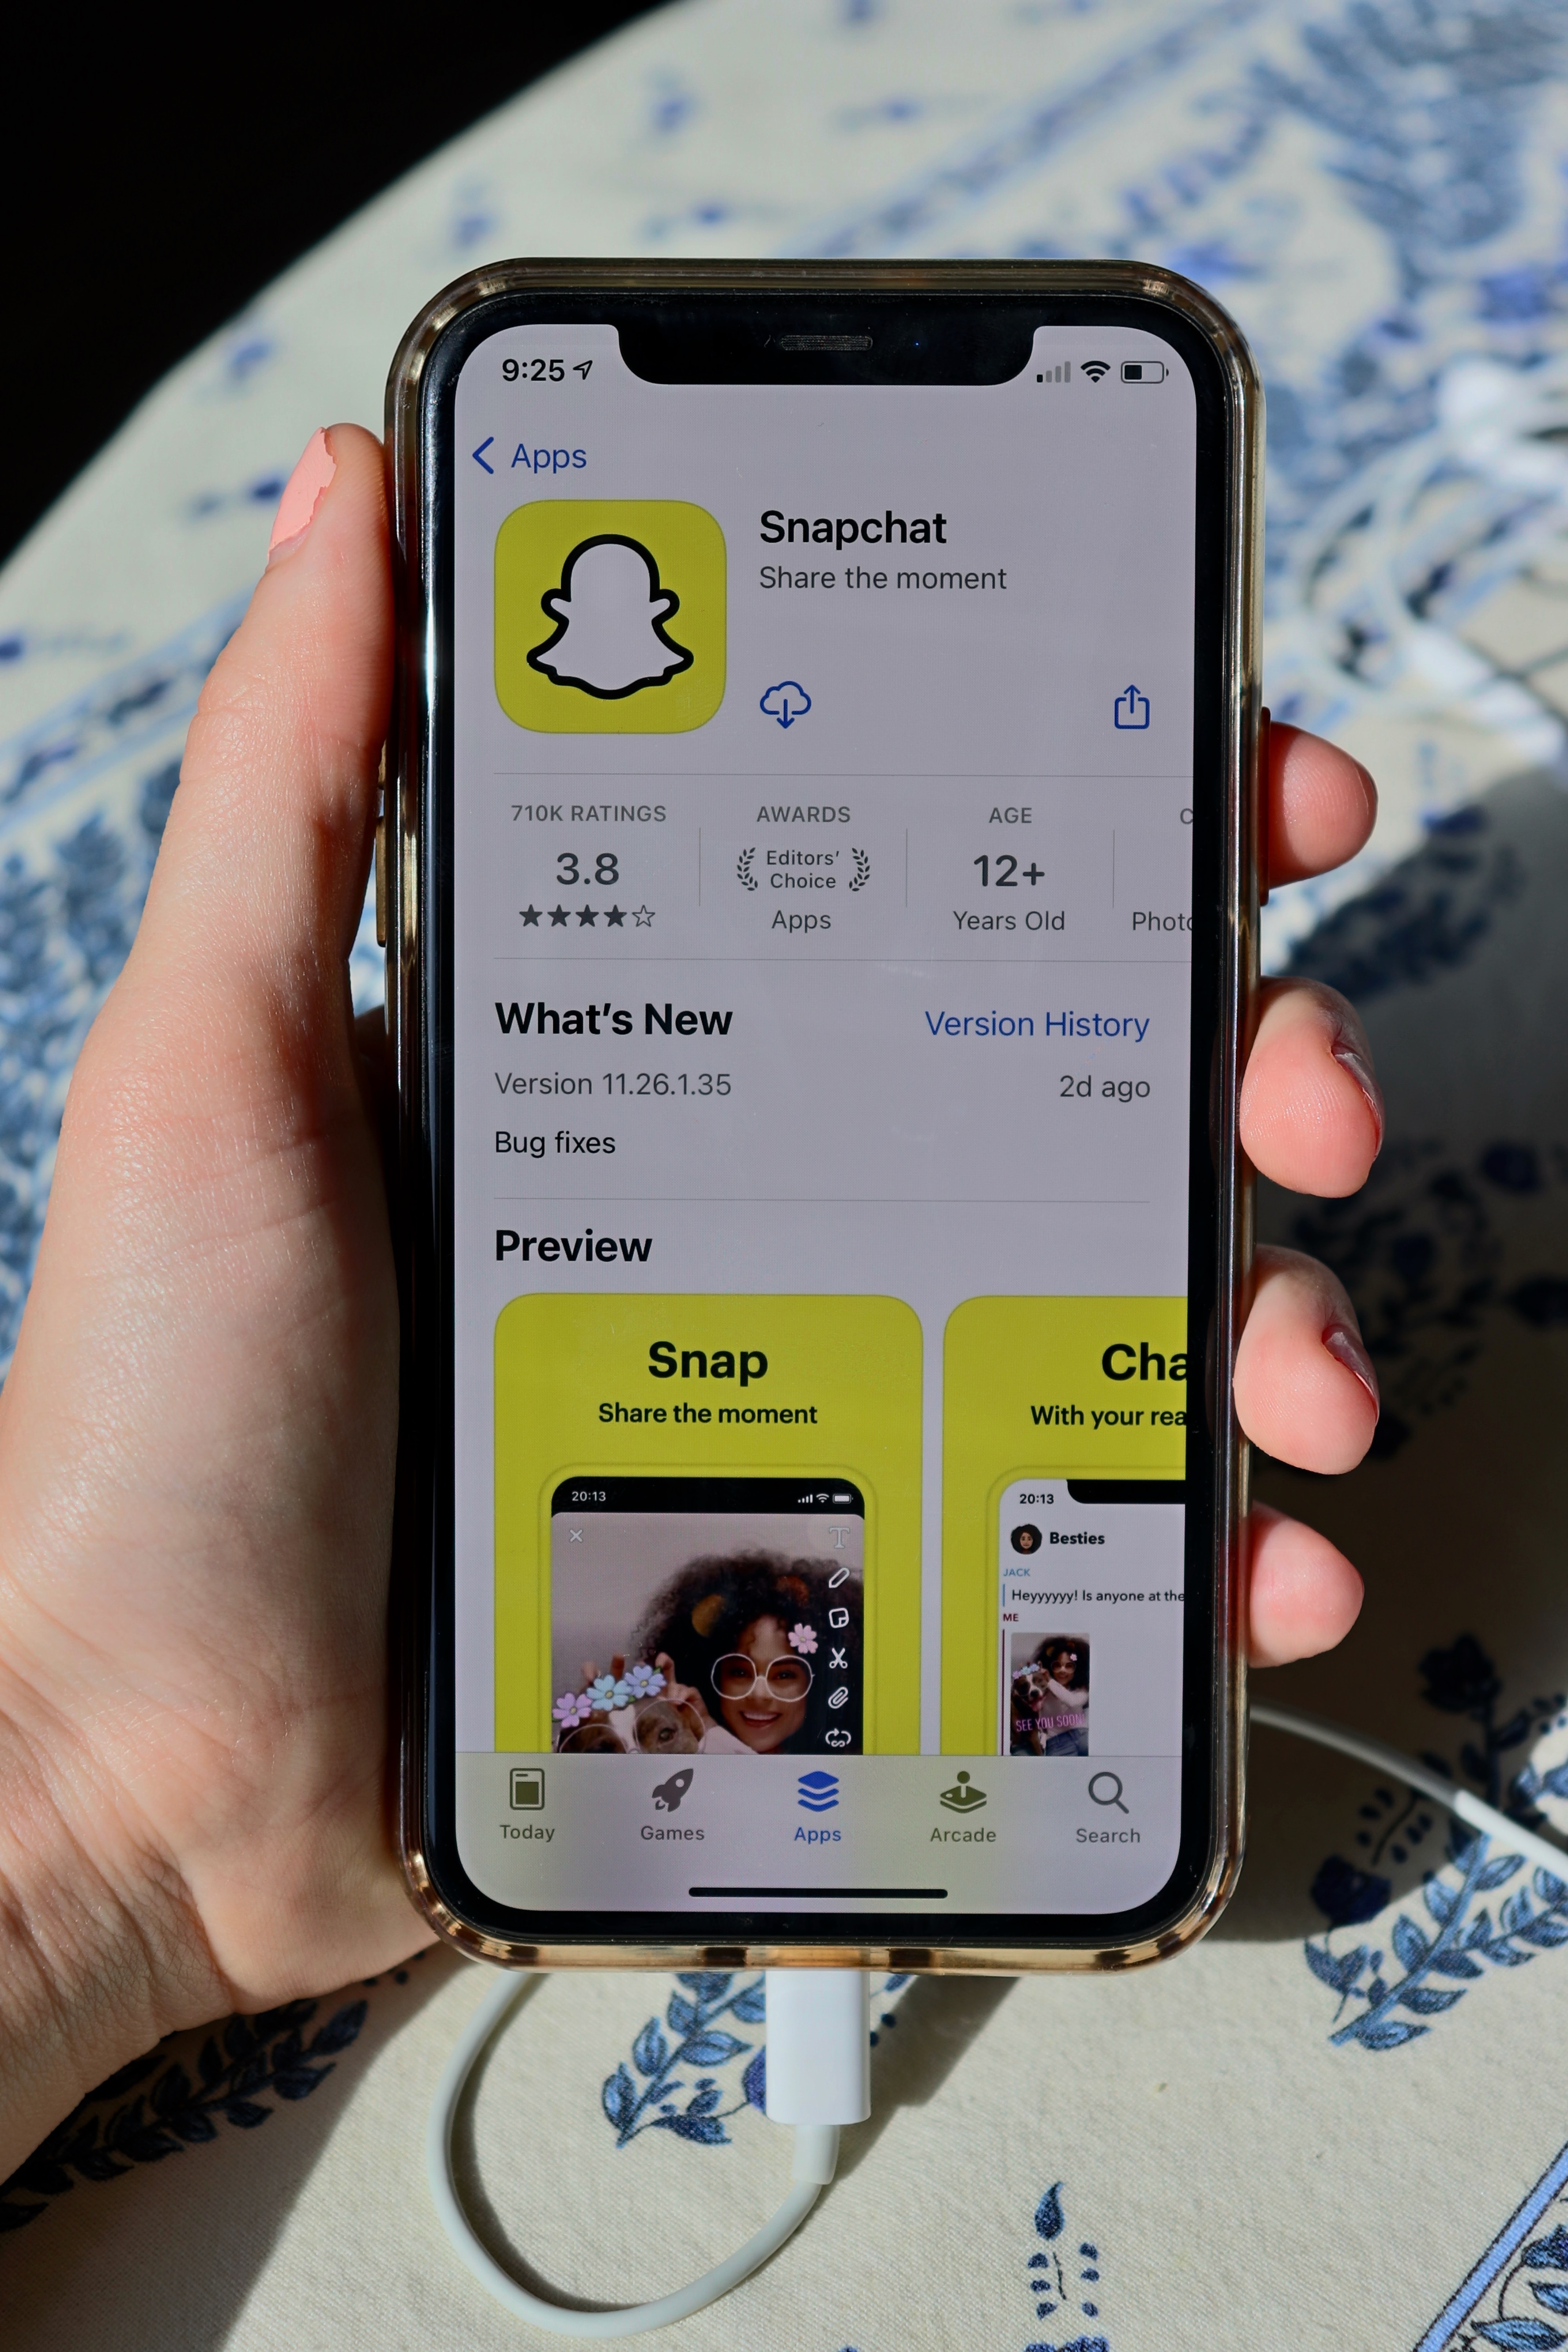 9:25
Apps
Snapchat
Share the moment
710K RATINGS
3.8
AWARDS
Editors’
Choice
Apps
AGE
12+
Years Old
C
Photo
What’s New
Version History
Version 11.26.1.35
2d ago
Bug fixes
Preview
Snap
Share the moment
20:13
T
Cha
With your rea
20:13
Besties
JACK
Heyyyyyy! Is anyone at the
ME
SEE YOU SOON!
Today
Games
Apps
Arcade
Search